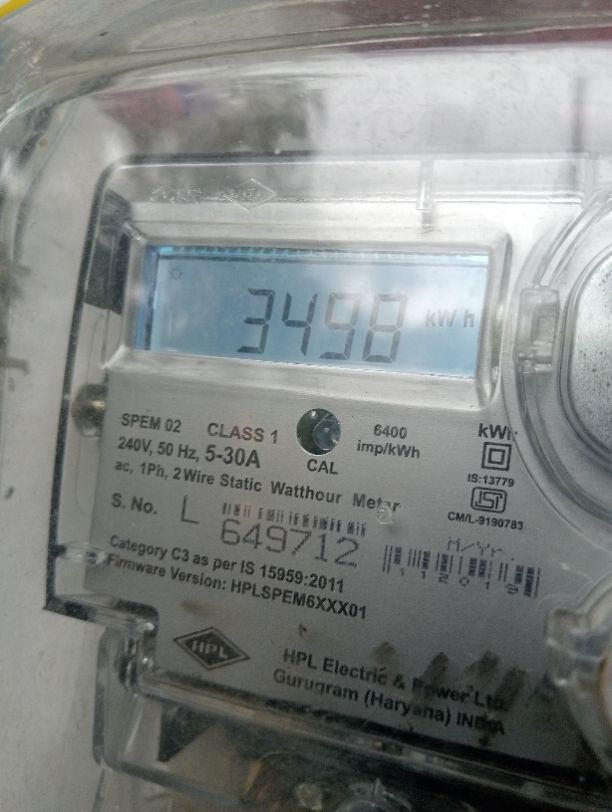 3498 kWh
SPEM 02 CLASS 1
6400 imp/kWh
240V, 50 Hz, 5-30A
CAL
ac, 1Ph, 2 Wire Static Watthour Meter
IS:13779
CM/L-9190783
S. No. L 649712
M/Yr.
Category C3 as per IS 15959:2011
Firmware Version: HPLSPEM6XXX01
HPL
HPL Electric & Power Ltd.
Gurugram (Haryana) INDIA